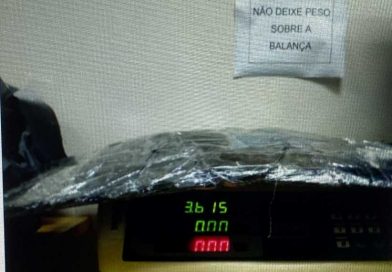 NÃO DEIXE PESO
SOBRE A
BALANÇA
3.615
0.00
0.00